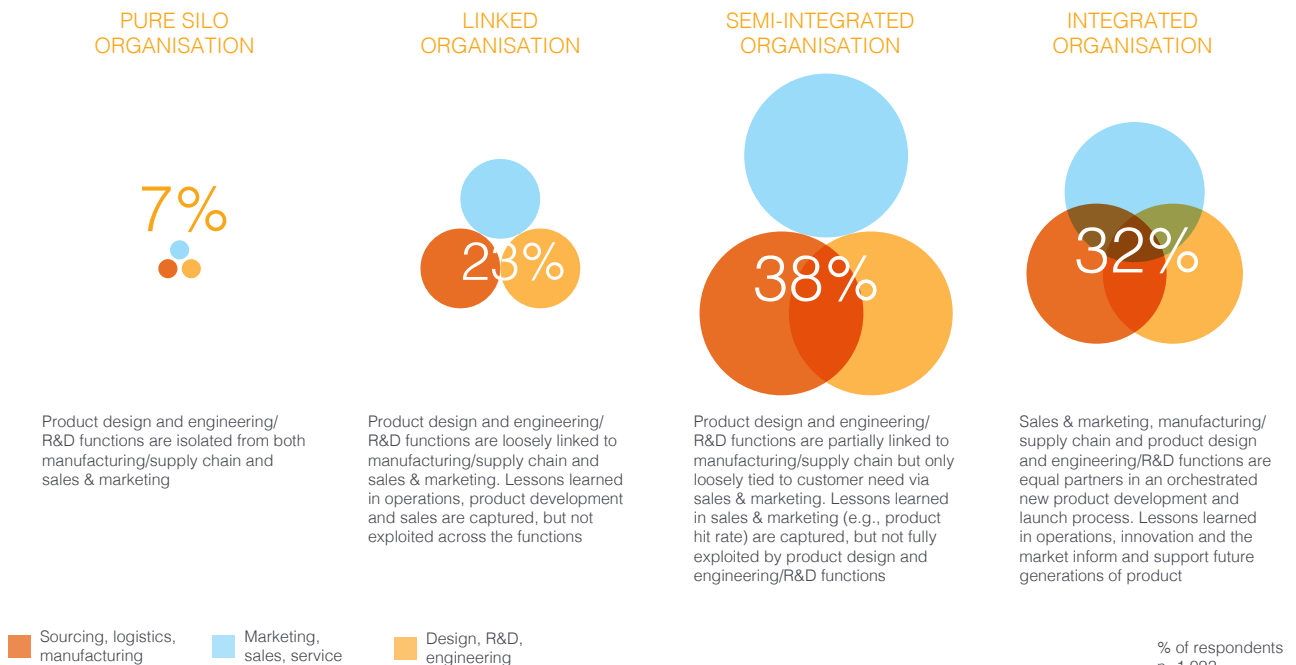 PURE SILO
ORGANISATION
LINKED
ORGANISATION
SEMI-INTEGRATED
ORGANISATION
INTEGRATED
ORGANISATION
7%
23%
38%
32%
Product design and engineering/
R&D functions are isolated from both
manufacturing/supply chain and
sales & marketing
Product design and engineering/
R&D functions are loosely linked to
manufacturing/supply chain and
sales & marketing. Lessons learned
in operations, product development
and sales are captured, but not
exploited across the functions
Product design and engineering/
R&D functions are partially linked to
manufacturing/supply chain but only
loosely tied to customer need via
sales & marketing. Lessons learned
in sales & marketing (e.g., product
hit rate) are captured, but not fully
exploited by product design and
engineering/R&D functions
Sales & marketing, manufacturing/
supply chain and product design
and engineering/R&D functions are
equal partners in an orchestrated
new product development and
launch process. Lessons learned
in operations, innovation and the
market inform and support future
generations of product
Sourcing, logistics,
manufacturing
Marketing,
sales, service
Design, R&D,
engineering
% of respondents